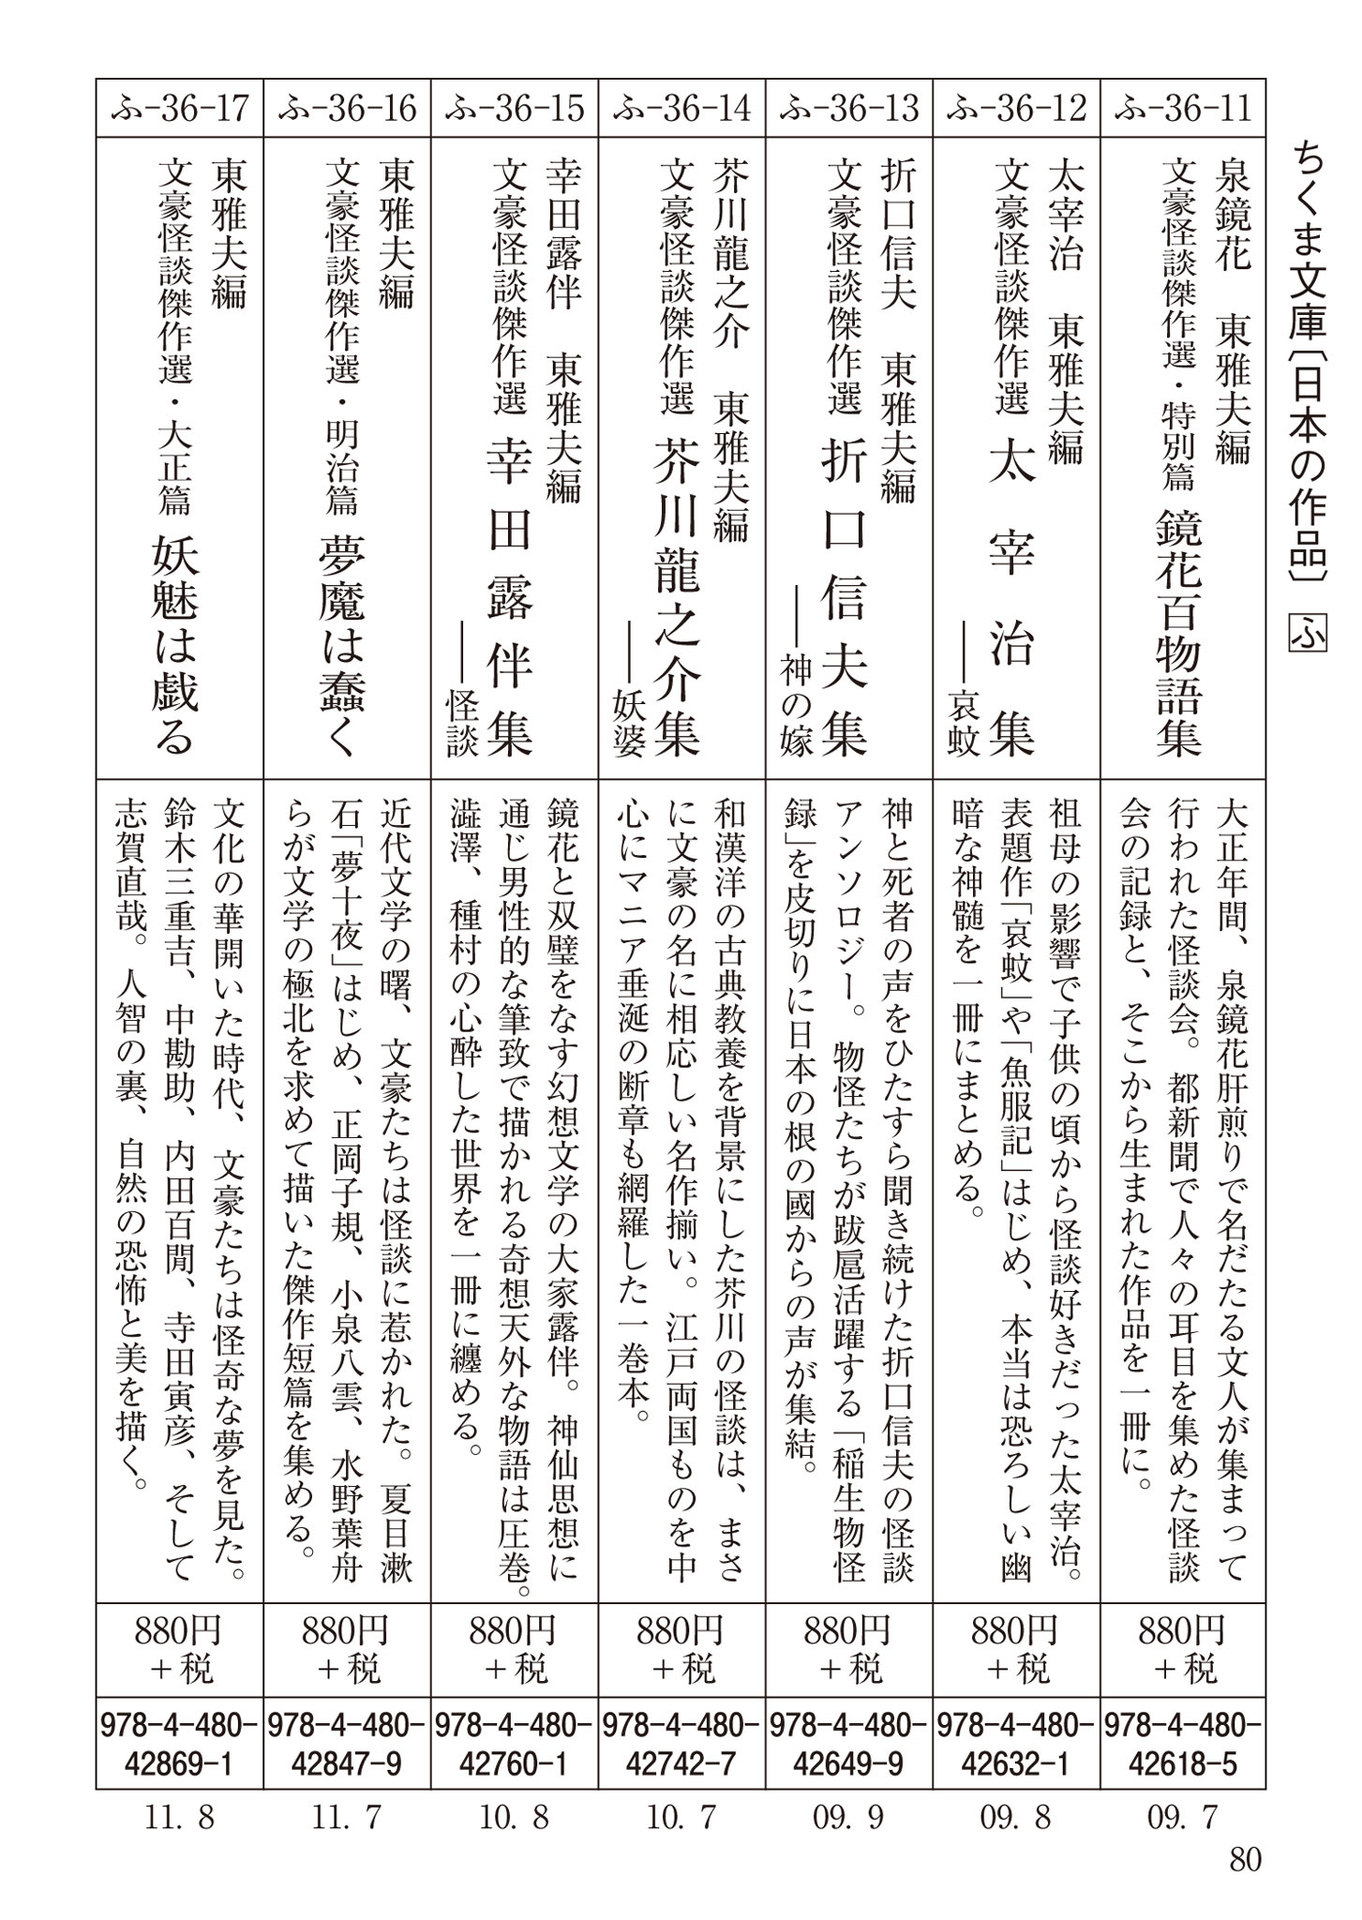 ちくま文庫〔日本の作品〕 ふ
ふ-36-11
泉鏡花 東雅夫編
文豪怪談傑作選・特別篇 鏡花百物語集
大正年間、泉鏡花肝煎りで名だたる文人が集まって
行われた怪談会。都新聞で人々の耳目を集めた怪談
会の記録と、そこから生まれた作品を一冊に。
880円
+税
978-4-480-
42618-5
09. 7
ふ-36-12
太宰治 東雅夫編
文豪怪談傑作選 太宰治集
――哀蚊
祖母の影響で子供の頃から怪談好きだった太宰治。
表題作「哀蚊」や「魚服記」はじめ、本当は恐ろしい幽
暗な神髄を一冊にまとめる。
880円
+税
978-4-480-
42632-1
09. 8
ふ-36-13
折口信夫 東雅夫編
文豪怪談傑作選 折口信夫集
――神の嫁
神と死者の声をひたすら聞き続けた折口信夫の怪談
アンソロジー。物怪たちが跋扈活躍する「稲生物怪
録」を皮切りに日本の根の國からの声が集結。
880円
+税
978-4-480-
42649-9
09. 9
ふ-36-14
芥川龍之介 東雅夫編
文豪怪談傑作選 芥川龍之介集
――妖婆
和漢洋の古典教養を背景にした芥川の怪談は、まさ
に文豪の名に相応しい名作揃い。江戸両国ものを中
心にマニア垂涎の断章も網羅した一巻本。
880円
+税
978-4-480-
42742-7
10. 7
ふ-36-15
幸田露伴 東雅夫編
文豪怪談傑作選 幸田露伴集
――怪談
鏡花と双璧をなす幻想文学の大家露伴。神仙思想に
通じ男性的な筆致で描かれる奇想天外な物語は圧巻。
澁澤、種村の心酔した世界を一冊に纏める。
880円
+税
978-4-480-
42760-1
10. 8
ふ-36-16
東雅夫編
文豪怪談傑作選・明治篇 夢魔は蠢く
近代文学の曙、文豪たちは怪談に惹かれた。夏目漱
石「夢十夜」はじめ、正岡子規、小泉八雲、水野葉舟
らが文学の極北を求めて描いた傑作短篇を集める。
880円
+税
978-4-480-
42847-9
11. 7
ふ-36-17
東雅夫編
文豪怪談傑作選・大正篇 妖魅は戯る
文化の華開いた時代、文豪たちは怪奇な夢を見た。
鈴木三重吉、中勘助、内田百閒、寺田寅彦、そして
志賀直哉。人智の裏、自然の恐怖と美を描く。
880円
+税
978-4-480-
42869-1
11. 8
80